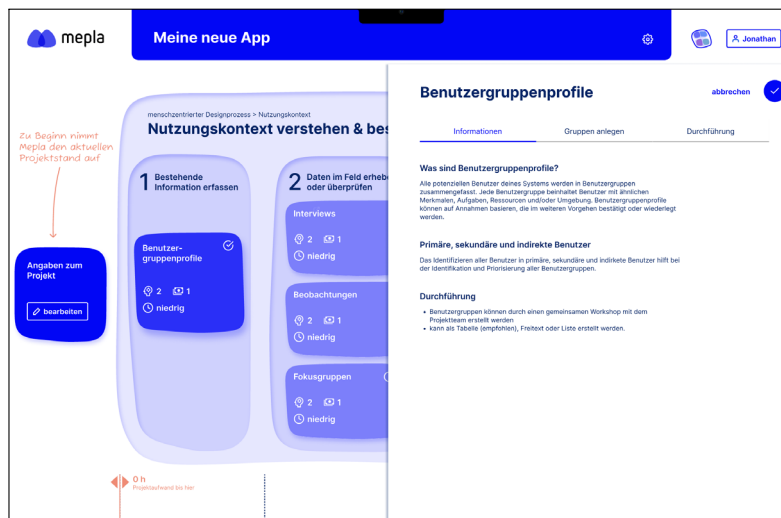 mepla
Meine neue App
Jonathan
Zu Beginn nimmt
Mepla den aktuellen
Projektstand auf
Angaben zum
Projekt
bearbeiten
menschzentrierter Designprozess > Nutzungskontext
Nutzungskontext verstehen & bes
1 Bestehende
Information erfassen
Benutzer-
gruppenprofile
2 1
niedrig
2 Daten im Feld erhebe
oder überprüfen
Interviews
2 1
niedrig
Beobachtungen
2 1
niedrig
Fokusgruppen
2 1
niedrig
0 h
Projektaufwand bis hier
Benutzergruppenprofile
abbrechen
Informationen Gruppen anlegen Durchführung
Was sind Benutzergruppenprofile?
Alle potenziellen Benutzer deines Systems werden in Benutzergruppen
zusammengefasst. Jede Benutzergruppe beinhaltet Benutzer mit ähnlichen
Merkmalen, Aufgaben, Ressourcen und/oder Umgebung. Benutzergruppenprofile
können auf Annahmen basieren, die im weiteren Vorgehen bestätigt oder wiederlegt
werden.
Primäre, sekundäre und indirekte Benutzer
Das Identifizieren aller Benutzer in primäre, sekundäre und indirkete Benutzer hilft bei
der Identifikation und Priorisierung aller Benutzergruppen.
Durchführung
• Benutzergruppen können durch einen gemeinsamen Workshop mit dem
Projektteam erstellt werden
• kann als Tabelle (empfohlen), Freitext oder Liste erstellt werden.